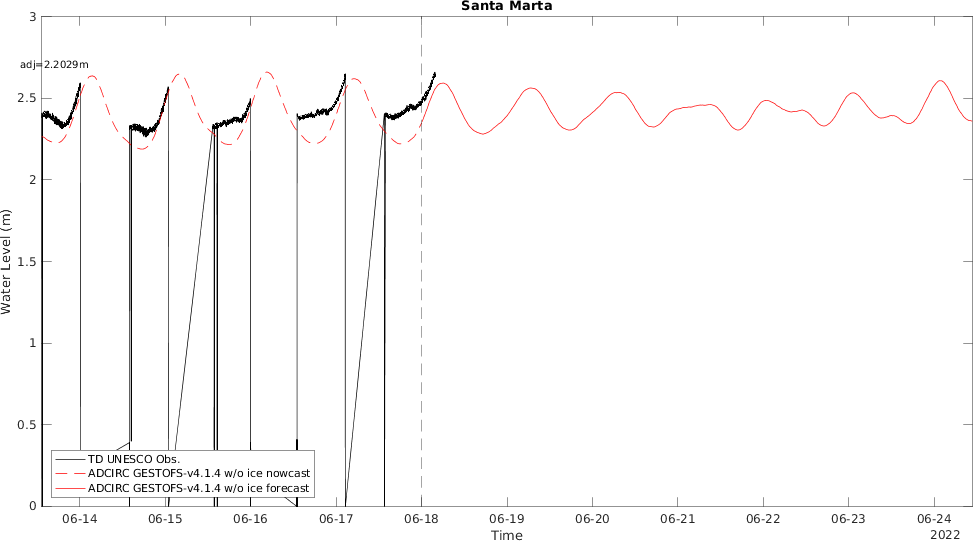 Santa Marta
adj=2.2029m
3
2.5
2
1.5
1
0.5
0
Water Level (m)
TD UNESCO Obs.
ADCIRC GESTOFS-v4.1.4 w/o ice nowcast
ADCIRC GESTOFS-v4.1.4 w/o ice forecast
06-14 06-15 06-16 06-17 06-18 06-19 06-20 06-21 06-22 06-23 06-24
Time
2022